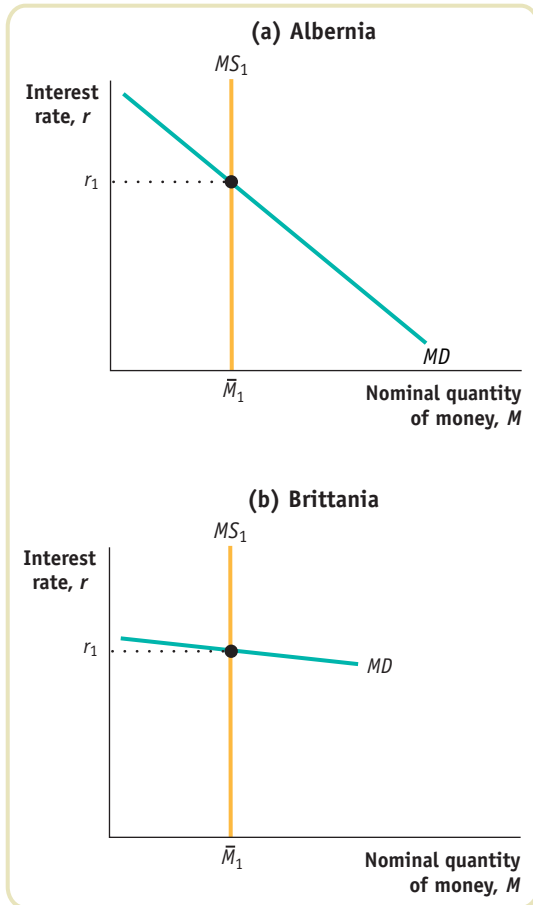 (a) Albernia
MS₁
Interest
rate, r
r₁
MD
M̅₁
Nominal quantity
of money, M
(b) Brittania
MS₁
Interest
rate, r
r₁
MD
M̅₁
Nominal quantity
of money, M